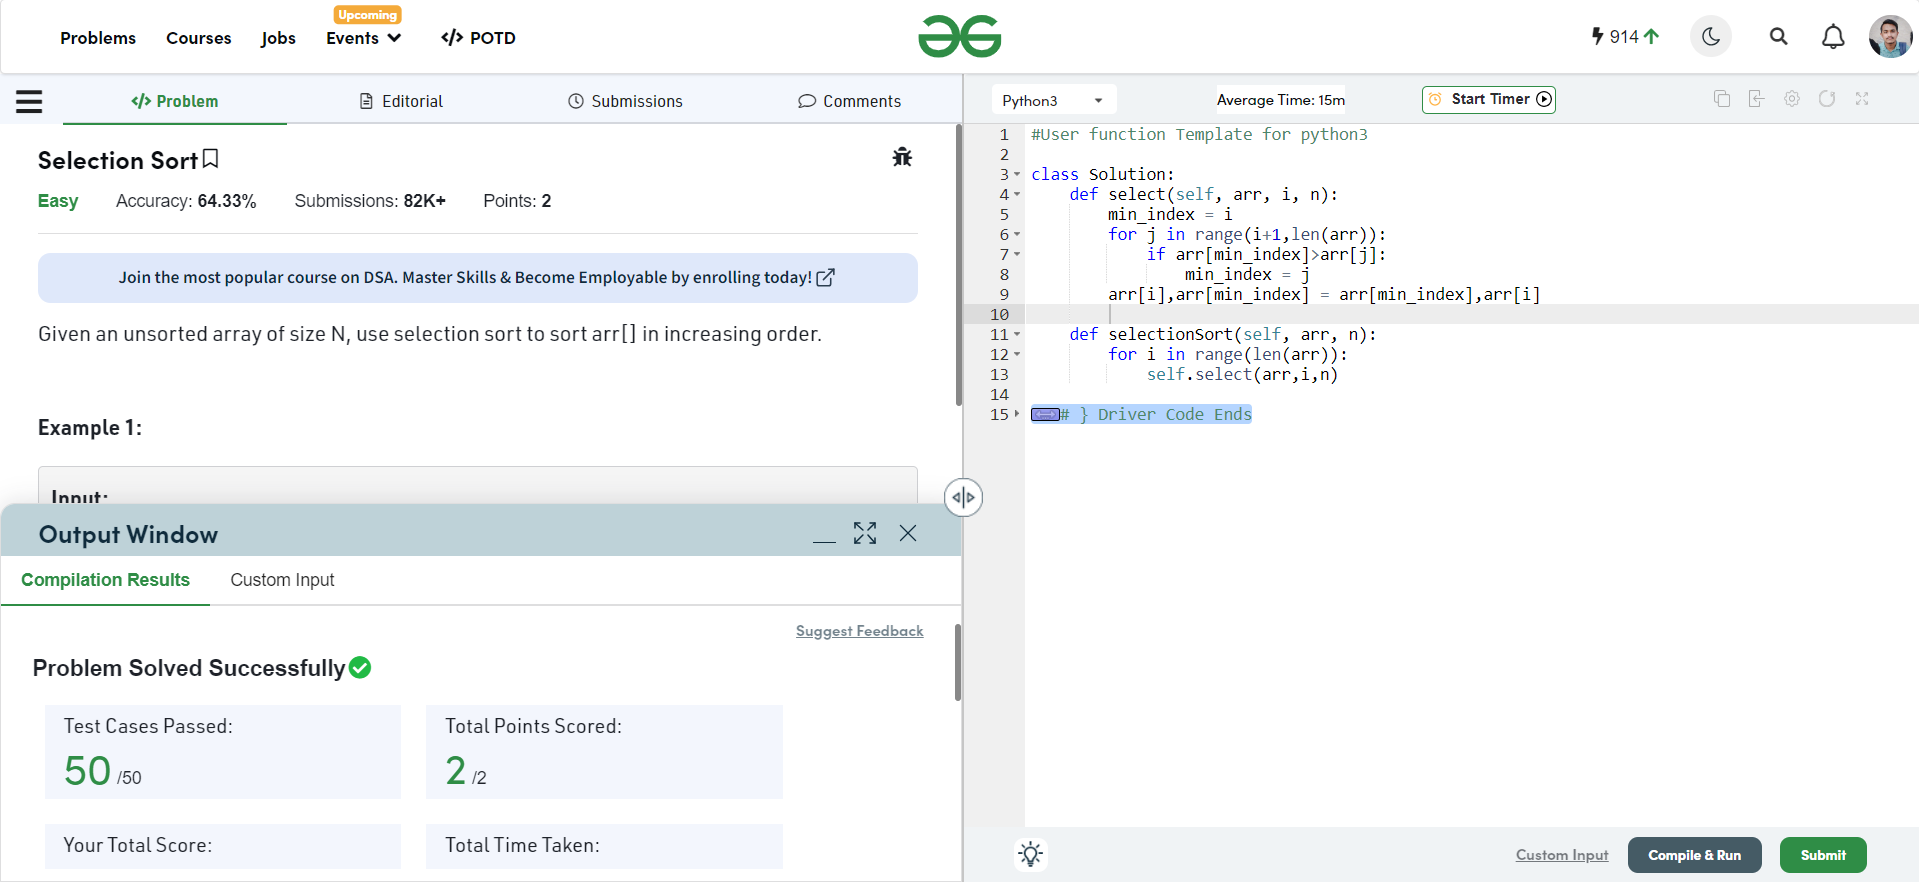 Problems
Courses
Jobs
Upcoming
Events
</> POTD
914
</> Problem
Editorial
Submissions
Comments
Selection Sort
Easy
Accuracy: 64.33%
Submissions: 82K+
Points: 2
Join the most popular course on DSA. Master Skills & Become Employable by enrolling today!
Given an unsorted array of size N, use selection sort to sort arr[] in increasing order.
Example 1:
Input:
Output Window
Compilation Results
Custom Input
Suggest Feedback
Problem Solved Successfully
Test Cases Passed:
50 /50
Total Points Scored:
2 /2
Your Total Score:
Total Time Taken:
Python3
Average Time: 15m
Start Timer
1 #User function Template for python3
2
3 class Solution:
4 def select(self, arr, i, n):
5 min_index = i
6 for j in range(i+1,len(arr)):
7 if arr[min_index]>arr[j]:
8 min_index = j
9 arr[i],arr[min_index] = arr[min_index],arr[i]
10
11 def selectionSort(self, arr, n):
12 for i in range(len(arr)):
13 self.select(arr,i,n)
14
15 # } Driver Code Ends
Custom Input
Compile & Run
Submit